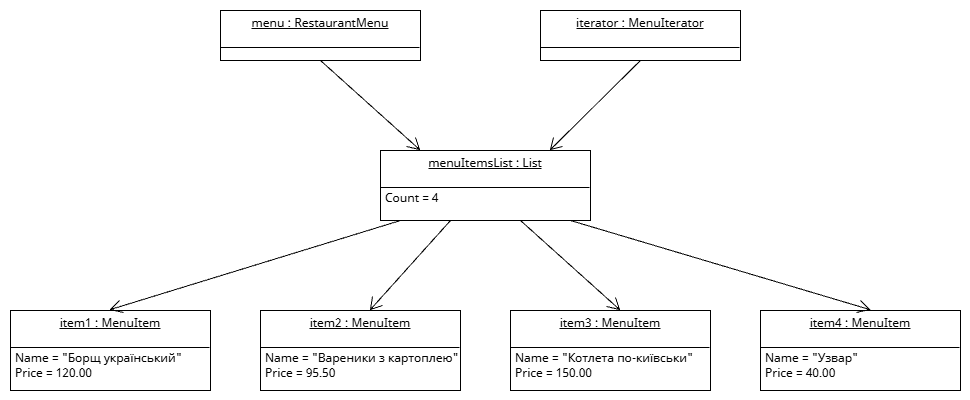 menu : RestaurantMenu
iterator : MenuIterator
menuItemsList : List
Count = 4
item1 : MenuItem
Name = "Борщ український"
Price = 120.00
item2 : MenuItem
Name = "Вареники з картоплею"
Price = 95.50
item3 : MenuItem
Name = "Котлета по-київськи"
Price = 150.00
item4 : MenuItem
Name = "Узвар"
Price = 40.00